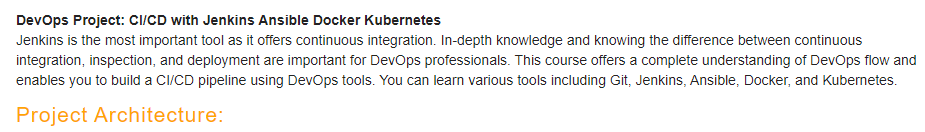 DevOps Project: CI/CD with Jenkins Ansible Docker Kubernetes
Jenkins is the most important tool as it offers continuous integration. In-depth knowledge and knowing the difference between continuous
integration, inspection, and deployment are important for DevOps professionals. This course offers a complete understanding of DevOps flow and
enables you to build a CI/CD pipeline using DevOps tools. You can learn various tools including Git, Jenkins, Ansible, Docker, and Kubernetes.
Project Architecture: